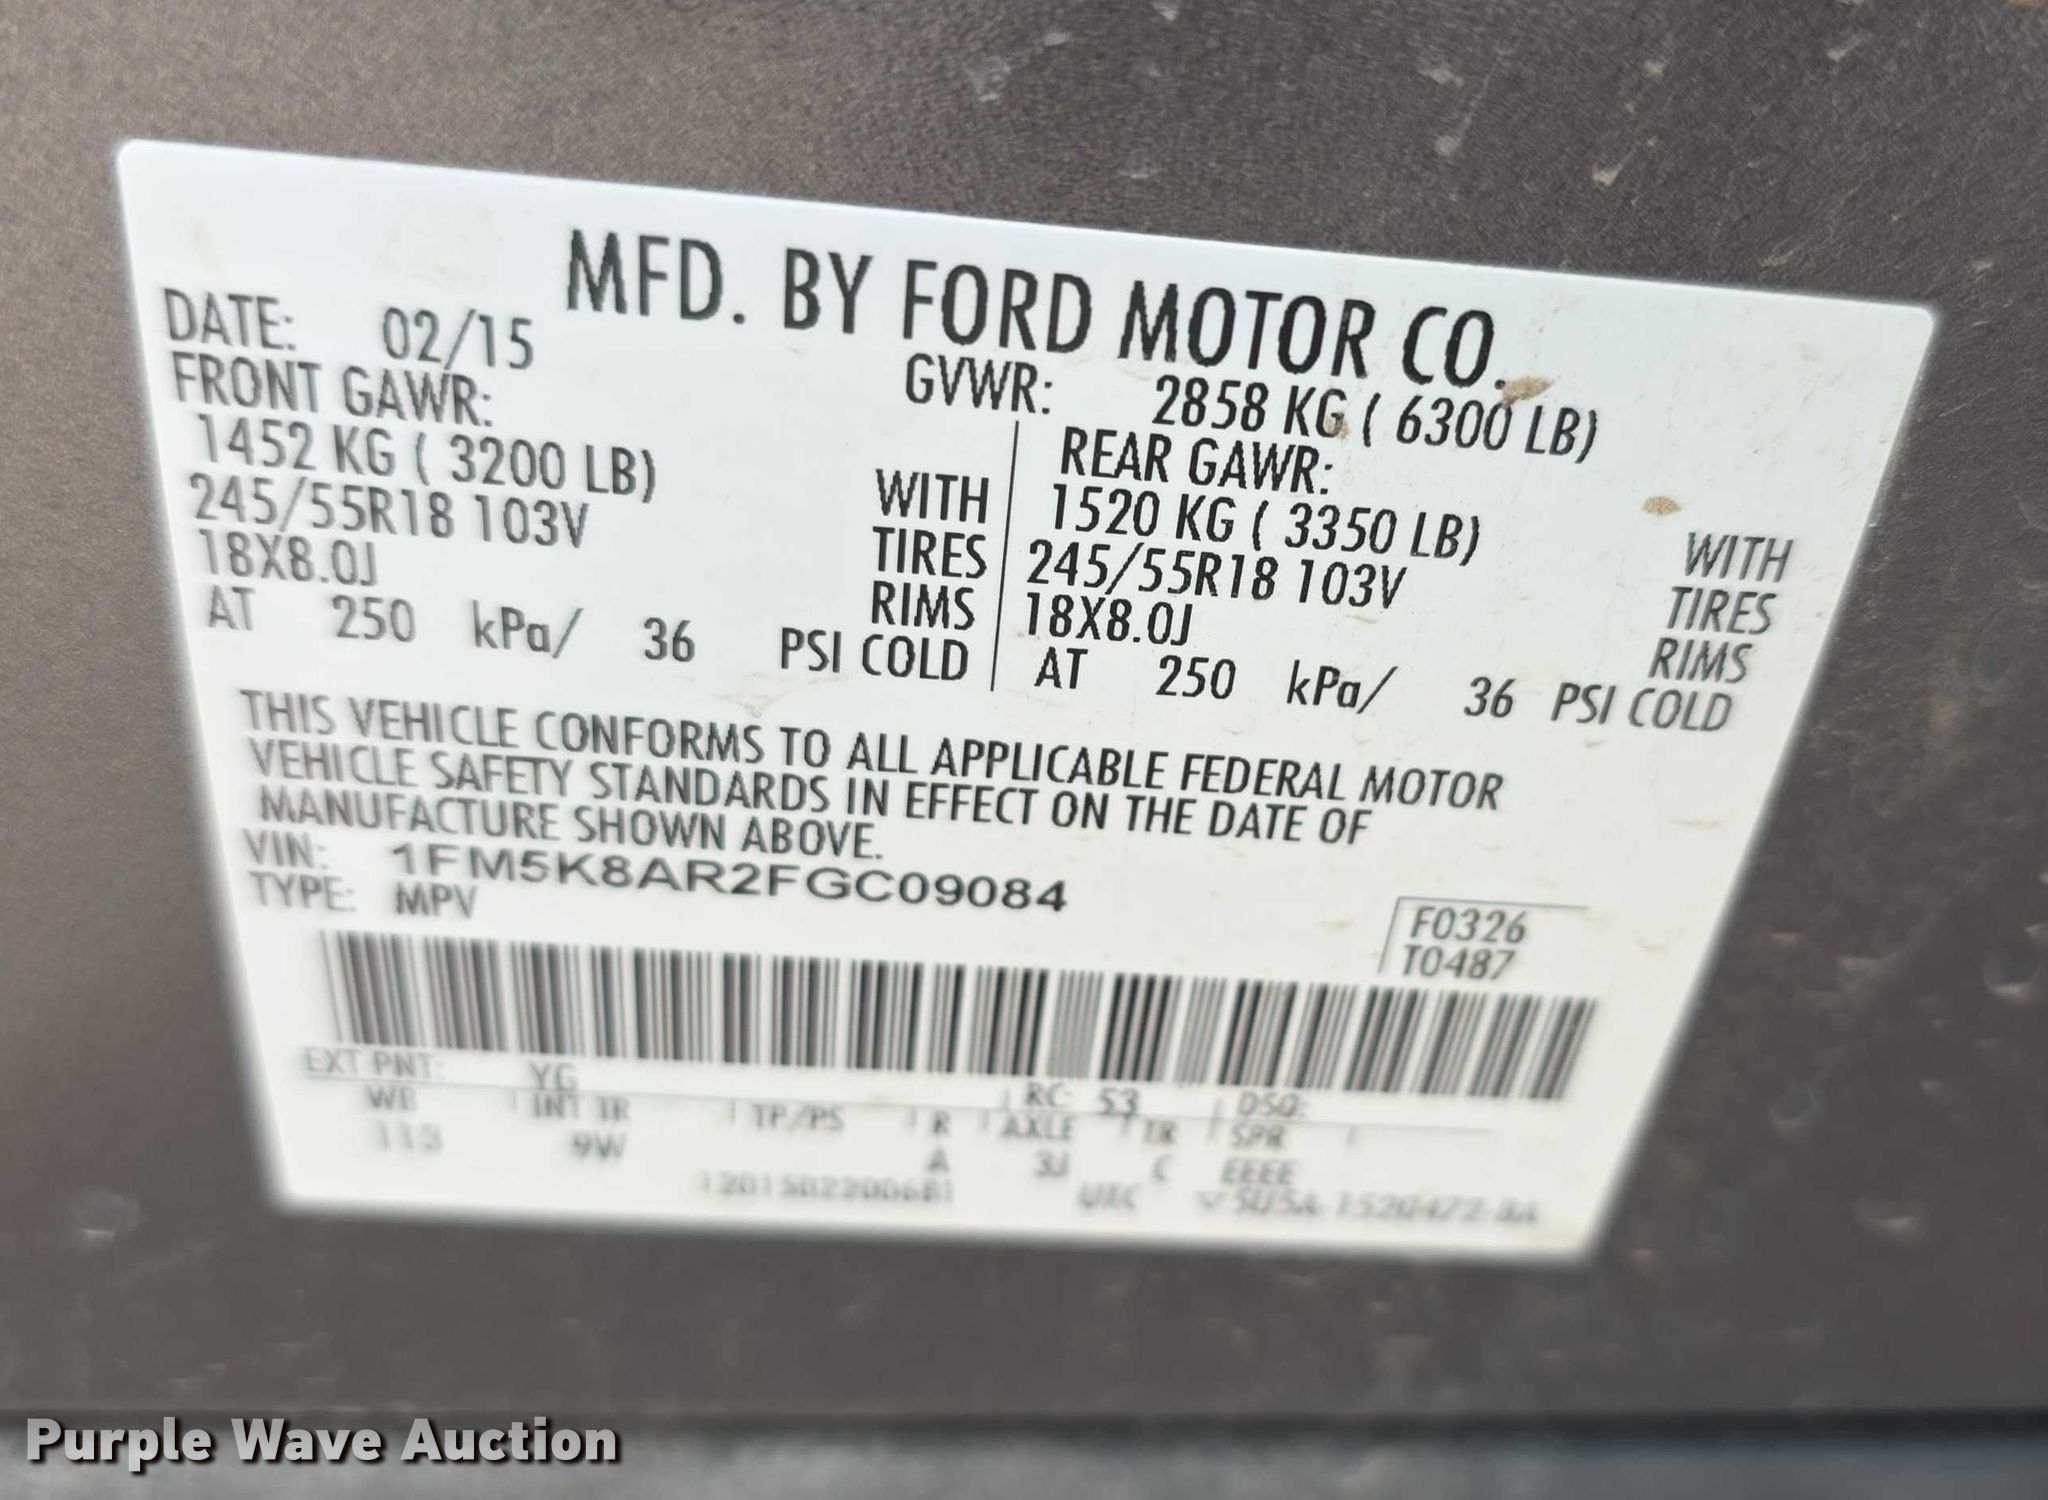 MFD. BY FORD MOTOR CO.
DATE: 02/15
GVWR: 2858 KG ( 6300 LB)
FRONT GAWR:
1452 KG ( 3200 LB) WITH
245/55R18 103V TIRES
18X8.0J RIMS
AT 250 kPa/ 36 PSI COLD
REAR GAWR:
1520 KG ( 3350 LB) WITH
245/55R18 103V TIRES
18X8.0J RIMS
AT 250 kPa/ 36 PSI COLD
THIS VEHICLE CONFORMS TO ALL APPLICABLE FEDERAL MOTOR
VEHICLE SAFETY STANDARDS IN EFFECT ON THE DATE OF
MANUFACTURE SHOWN ABOVE.
VIN: 1FM5K8AR2FGC09084
TYPE: MPV
F0326
T0487
EXT PNT: YG RC: 53 DSO:
WB INT TR TP/PS R AXLE TR SPR
113 9W A 3J C EEEE
1201502200681 UTC
Purple Wave Auction